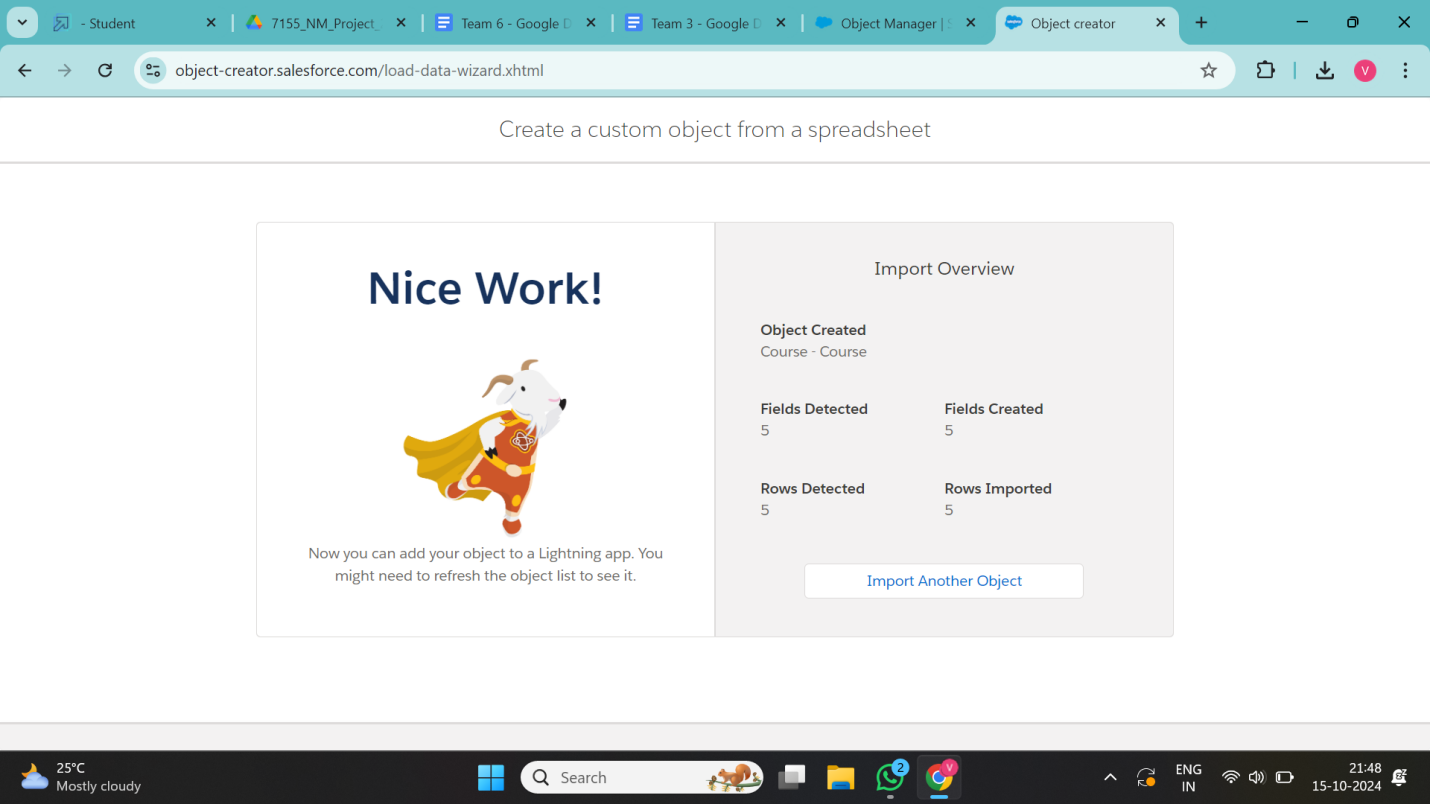 - Student
7155_NM_Project_
Team 6 - Google D
Team 3 - Google D
Object Manager | S
Object creator
object-creator.salesforce.com/load-data-wizard.xhtml
V
Create a custom object from a spreadsheet
Nice Work!
Now you can add your object to a Lightning app. You
might need to refresh the object list to see it.
Import Overview
Object Created
Course - Course
Fields Detected
5
Fields Created
5
Rows Detected
5
Rows Imported
5
Import Another Object
25°C
Mostly cloudy
Search
2
V
ENG
IN
21:48
15-10-2024